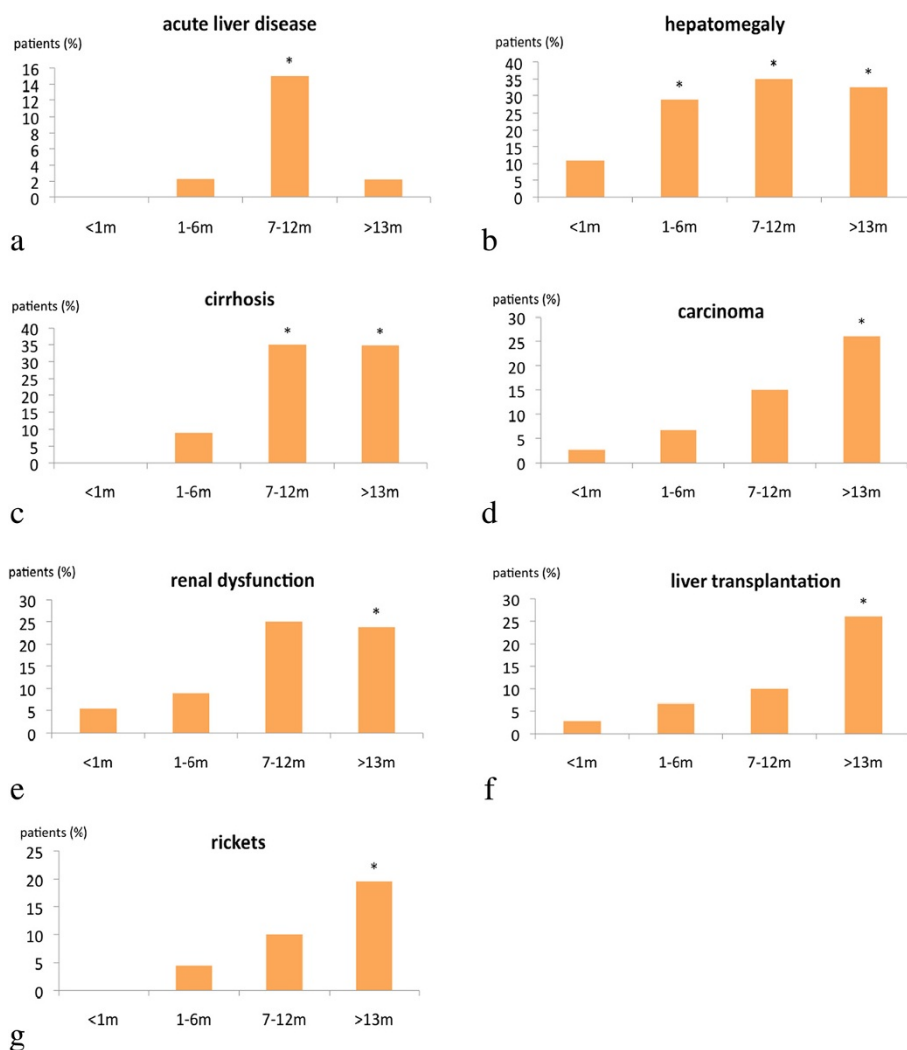 acute liver disease
patients (%)
16
14
12
10
8
6
4
2
0
*
<1m 1-6m 7-12m >13m
a
hepatomegaly
patients (%)
40
35
30
25
20
15
10
5
0
* * *
<1m 1-6m 7-12m >13m
b
cirrhosis
patients (%)
40
35
30
25
20
15
10
5
0
* *
<1m 1-6m 7-12m >13m
c
carcinoma
patients (%)
30
25
20
15
10
5
0
*
<1m 1-6m 7-12m >13m
d
renal dysfunction
patients (%)
30
25
20
15
10
5
0
*
<1m 1-6m 7-12m >13m
e
liver transplantation
patients (%)
30
25
20
15
10
5
0
*
<1m 1-6m 7-12m >13m
f
rickets
patients (%)
25
20
15
10
5
0
*
<1m 1-6m 7-12m >13m
g